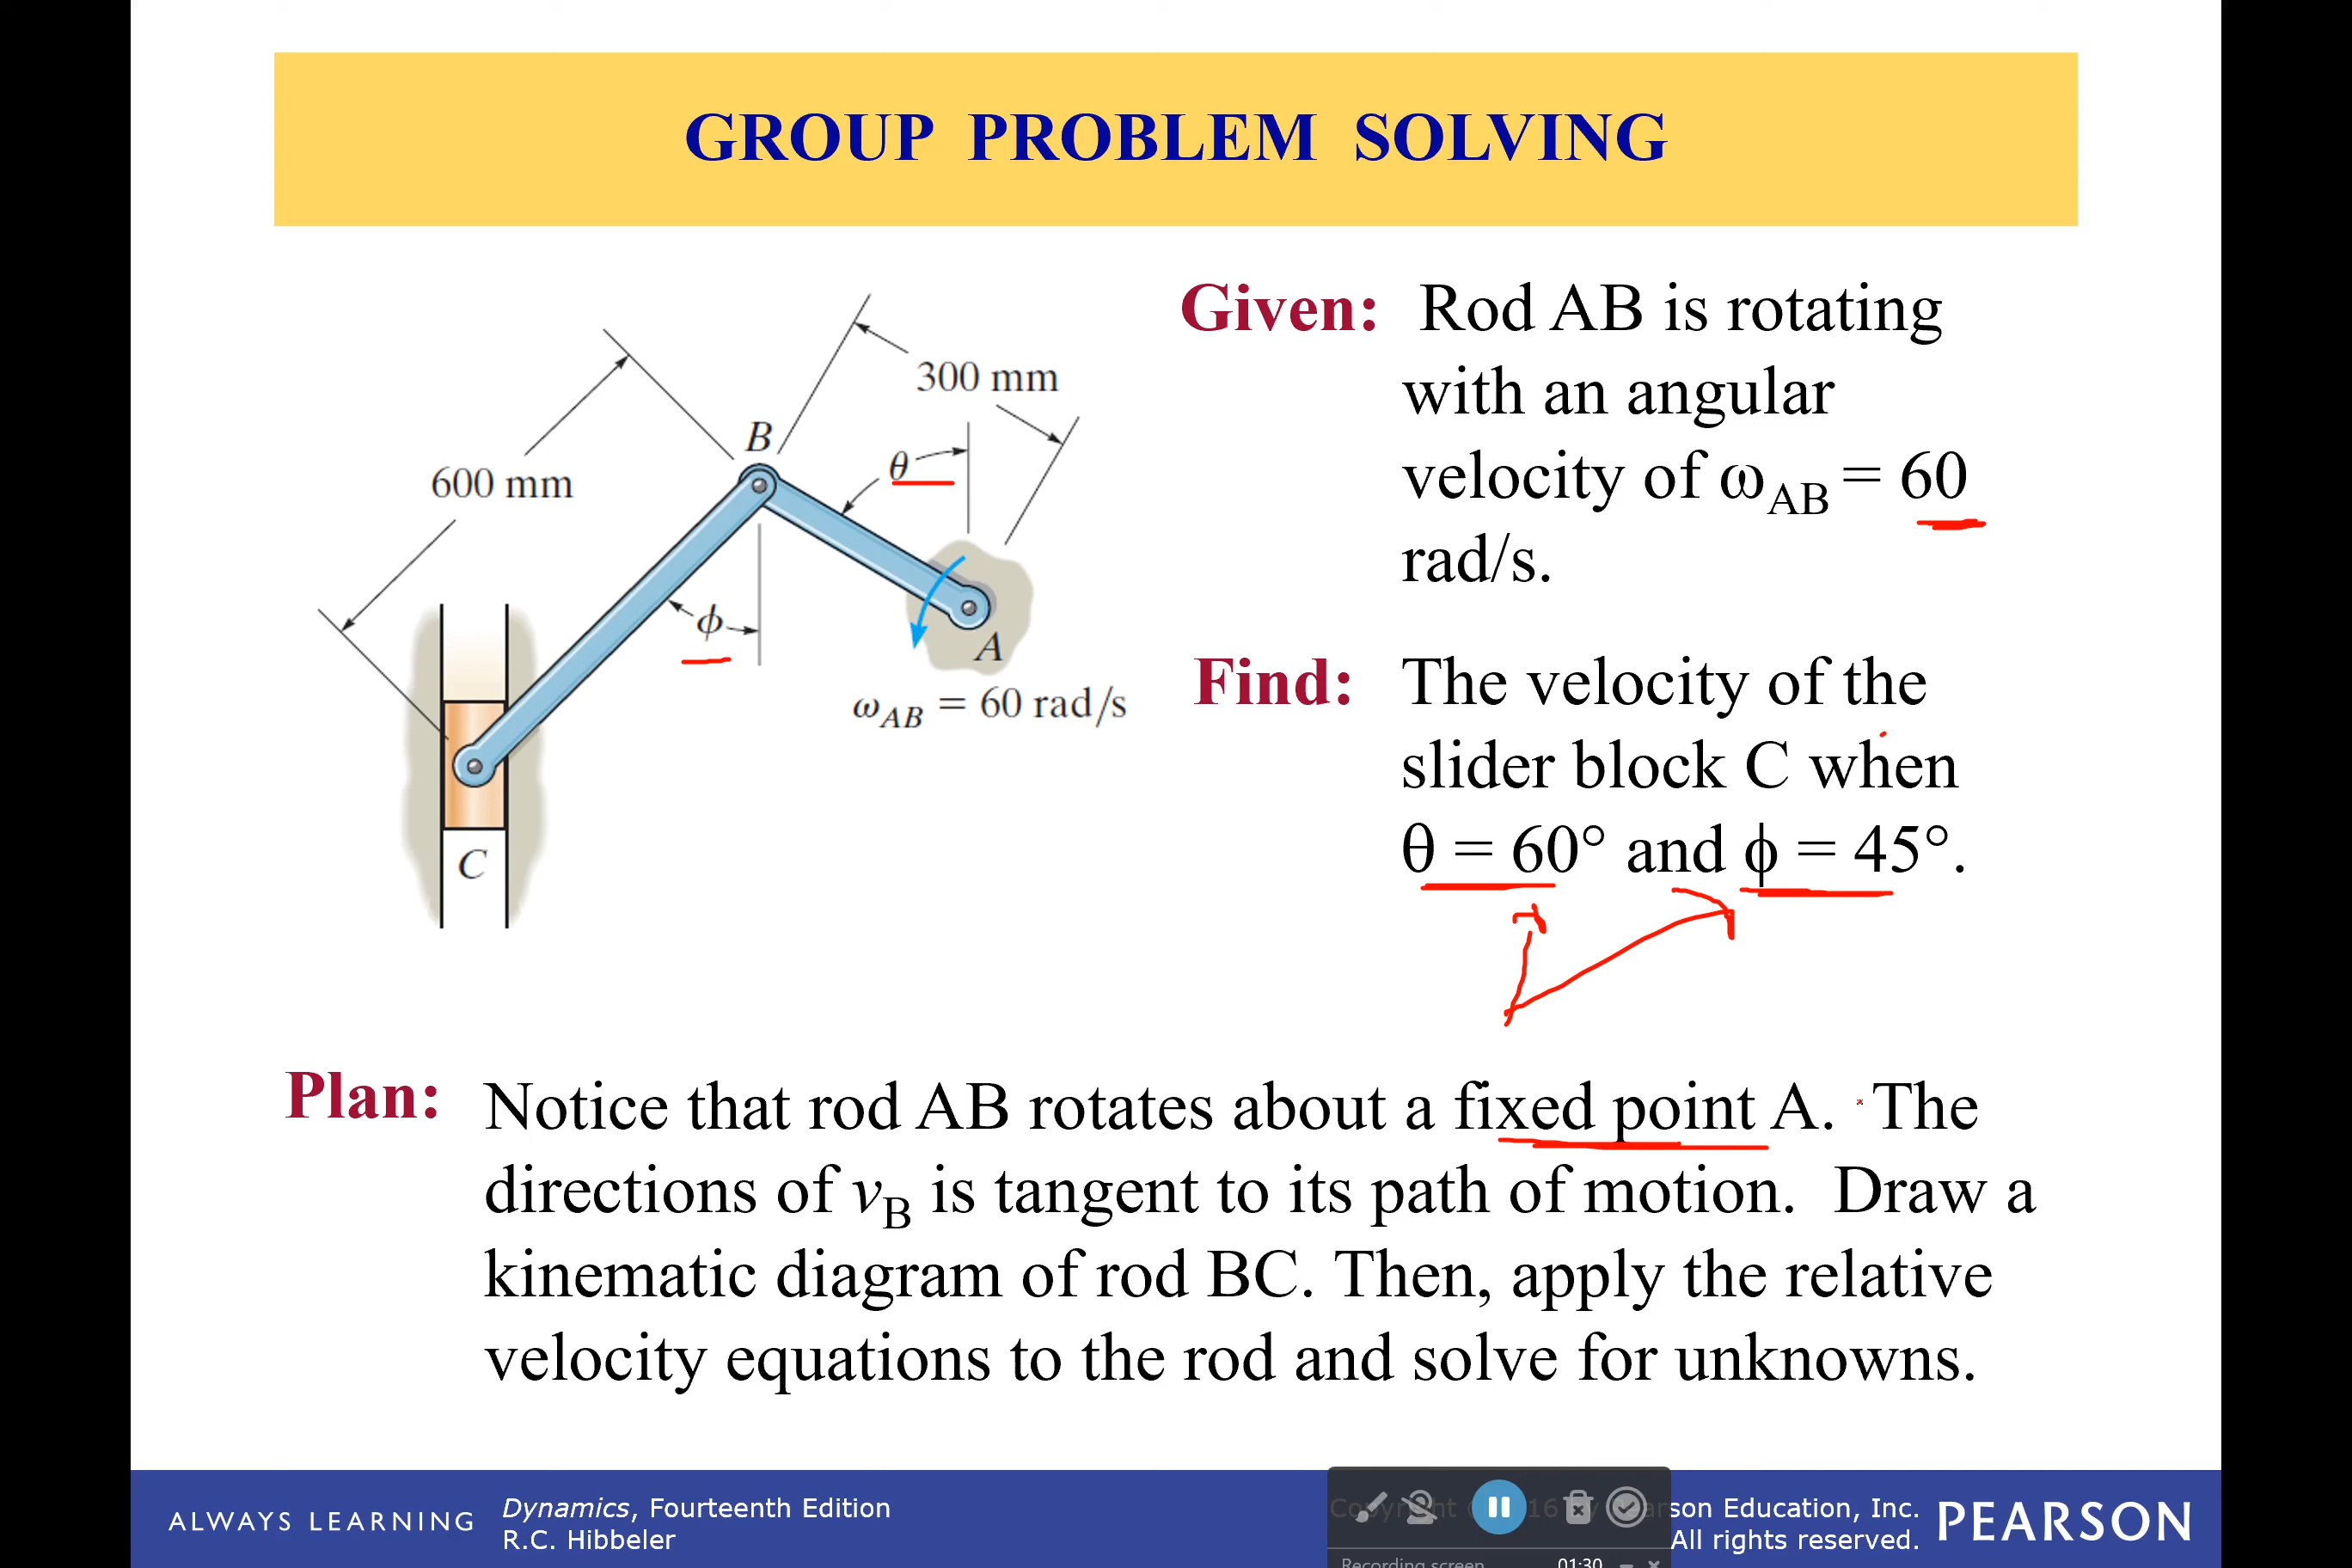 GROUP PROBLEM SOLVING
300 mm
B
θ
600 mm
ϕ
A
ωAB = 60 rad/s
C
Given: Rod AB is rotating
with an angular
velocity of ωAB = 60
rad/s.
Find: The velocity of the
slider block C when
θ = 60° and ϕ = 45°.
Plan: Notice that rod AB rotates about a fixed point A. The
directions of vB is tangent to its path of motion. Draw a
kinematic diagram of rod BC. Then, apply the relative
velocity equations to the rod and solve for unknowns.
ALWAYS LEARNING
Dynamics, Fourteenth Edition
R.C. Hibbeler
son Education, Inc.
All rights reserved.
PEARSON
Recording screen 01:30